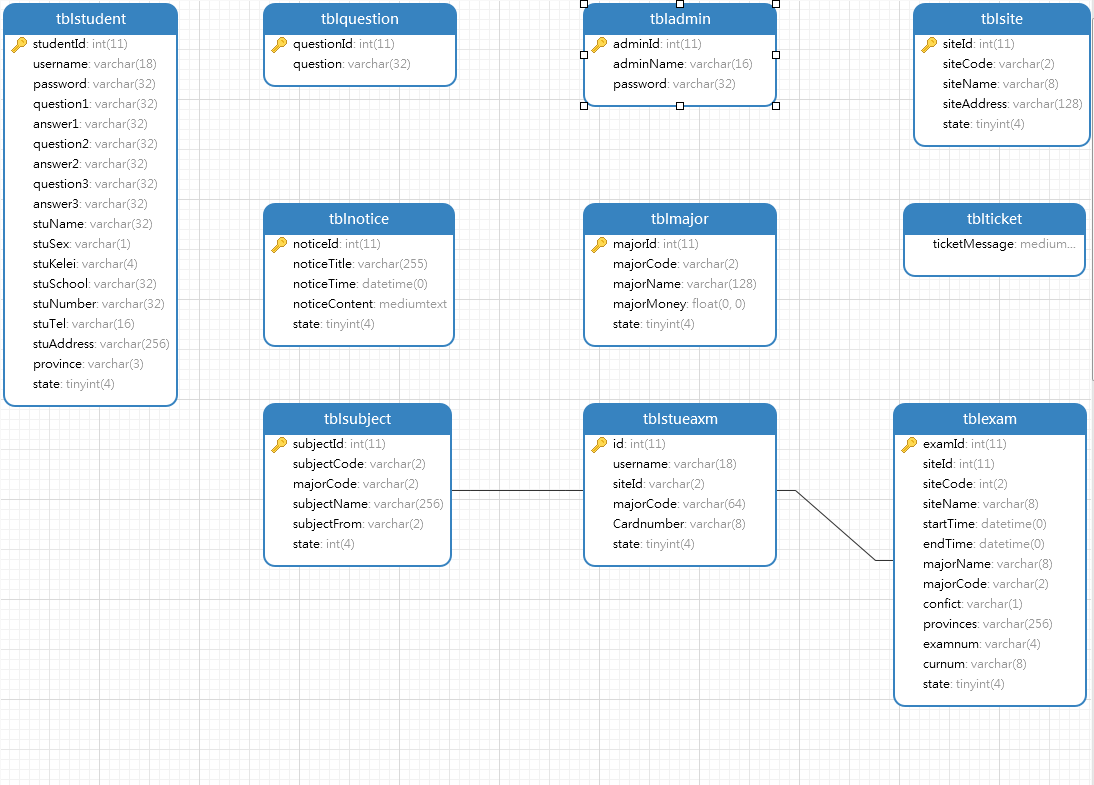 tblstudent
studentId: int(11)
username: varchar(18)
password: varchar(32)
question1: varchar(32)
answer1: varchar(32)
question2: varchar(32)
answer2: varchar(32)
question3: varchar(32)
answer3: varchar(32)
stuName: varchar(32)
stuSex: varchar(1)
stuKelei: varchar(4)
stuSchool: varchar(32)
stuNumber: varchar(32)
stuTel: varchar(16)
stuAddress: varchar(256)
province: varchar(3)
state: tinyint(4)
tblquestion
questionId: int(11)
question: varchar(32)
tbladmin
adminId: int(11)
adminName: varchar(16)
password: varchar(32)
tblsite
siteId: int(11)
siteCode: varchar(2)
siteName: varchar(8)
siteAddress: varchar(128)
state: tinyint(4)
tblnotice
noticeId: int(11)
noticeTitle: varchar(255)
noticeTime: datetime(0)
noticeContent: mediumtext
state: tinyint(4)
tblmajor
majorId: int(11)
majorCode: varchar(2)
majorName: varchar(128)
majorMoney: float(0, 0)
state: tinyint(4)
tblticket
ticketMessage: medium...
tblsubject
subjectId: int(11)
subjectCode: varchar(2)
majorCode: varchar(2)
subjectName: varchar(256)
subjectFrom: varchar(2)
state: int(4)
tblstueaxm
id: int(11)
username: varchar(18)
siteId: varchar(2)
majorCode: varchar(64)
Cardnumber: varchar(8)
state: tinyint(4)
tblexam
examId: int(11)
siteId: int(11)
siteCode: int(2)
siteName: varchar(8)
startTime: datetime(0)
endTime: datetime(0)
majorName: varchar(8)
majorCode: varchar(2)
confict: varchar(1)
provinces: varchar(256)
examnum: varchar(4)
curnum: varchar(8)
state: tinyint(4)